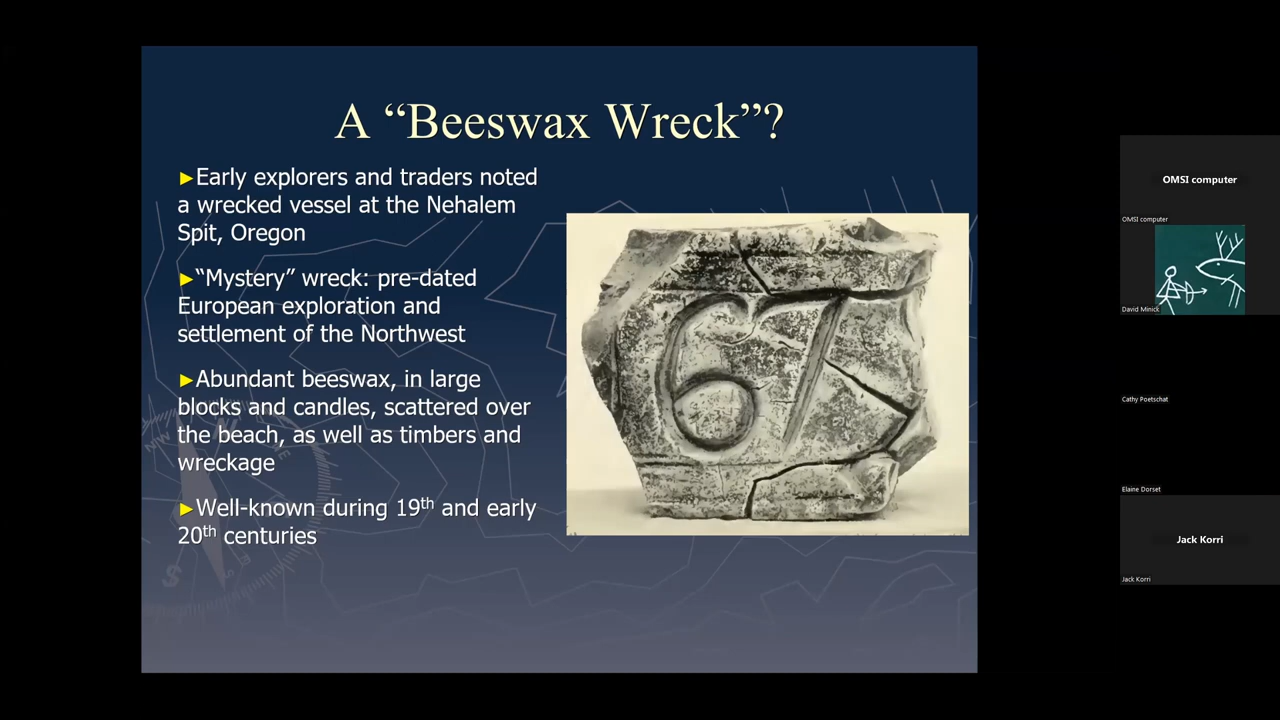 A “Beeswax Wreck”?
►Early explorers and traders noted
a wrecked vessel at the Nehalem
Spit, Oregon
►“Mystery” wreck: pre-dated
European exploration and
settlement of the Northwest
►Abundant beeswax, in large
blocks and candles, scattered over
the beach, as well as timbers and
wreckage
►Well-known during 19th and early
20th centuries
67
N
NW
W
S
OMSI computer
OMSI computer
David Minick
Cathy Poetschat
Elaine Dorset
Jack Korri
Jack Korri